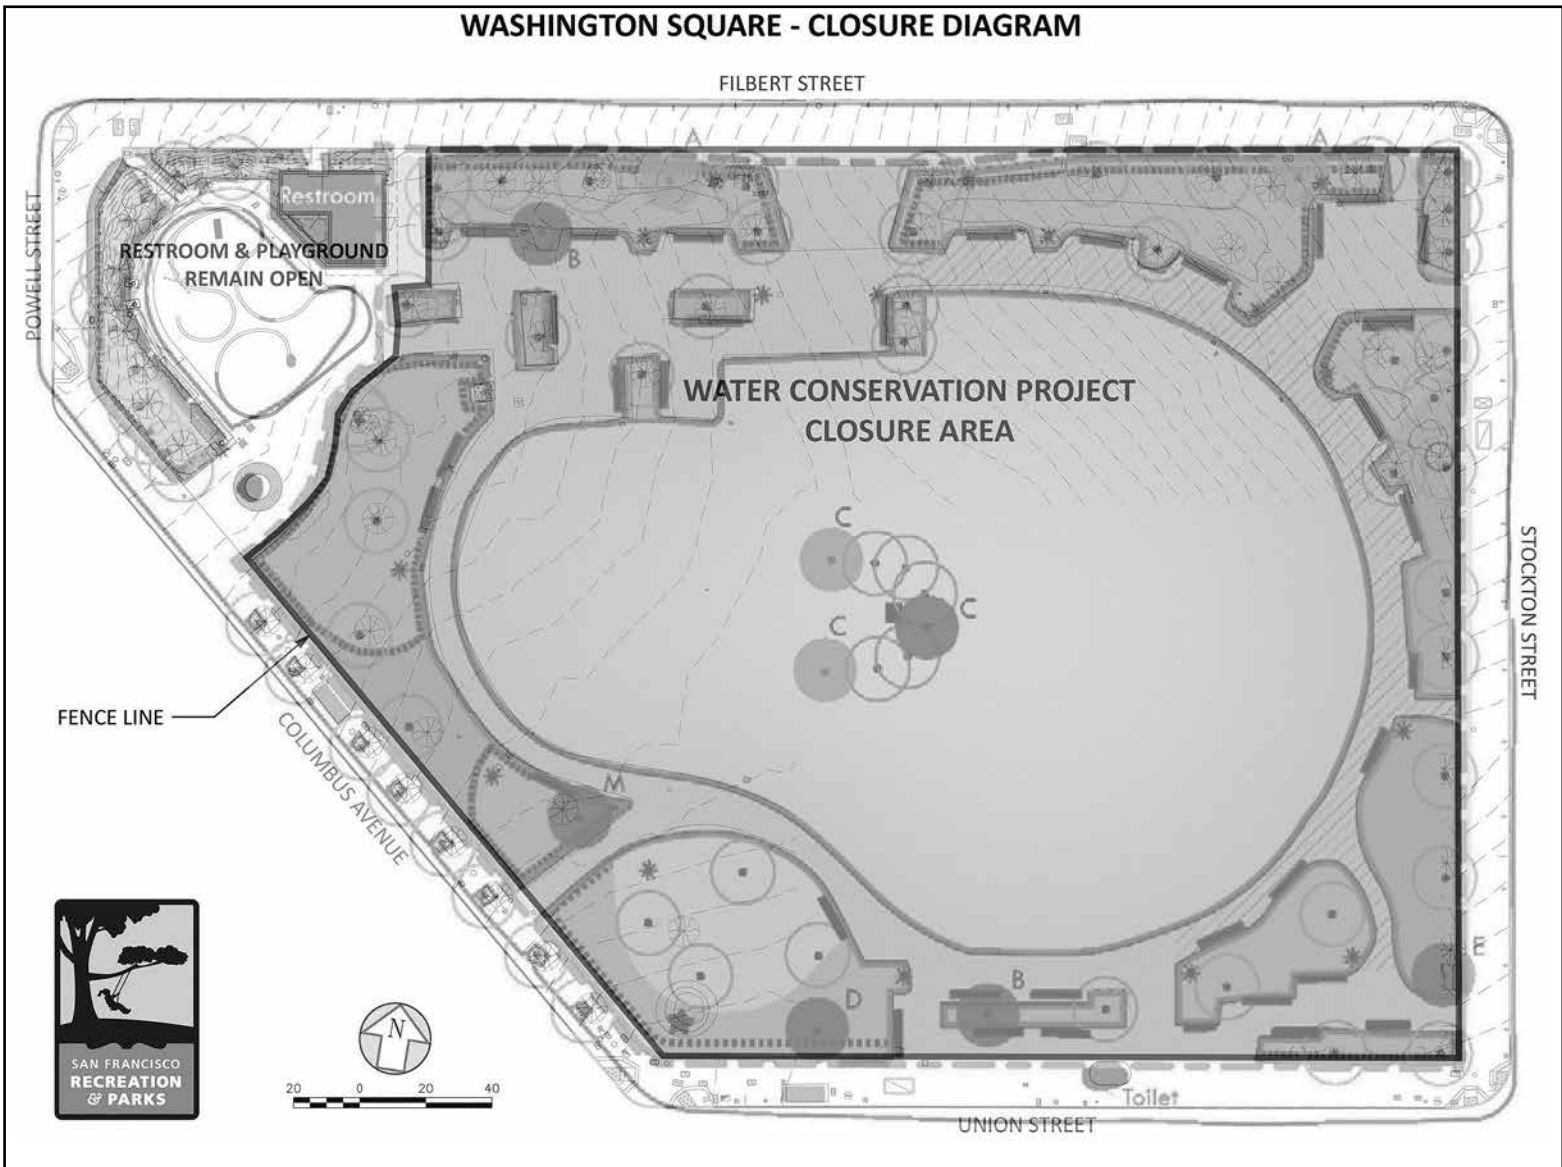 WASHINGTON SQUARE - CLOSURE DIAGRAM
FILBERT STREET
A
A
Restroom
POWELL STREET
RESTROOM & PLAYGROUND
REMAIN OPEN
B
WATER CONSERVATION PROJECT
CLOSURE AREA
C
C
C
STOCKTON STREET
FENCE LINE
COLUMBUS AVENUE
M
E
B
D
N
SAN FRANCISCO
RECREATION
& PARKS
20 0 20 40
Toilet
UNION STREET